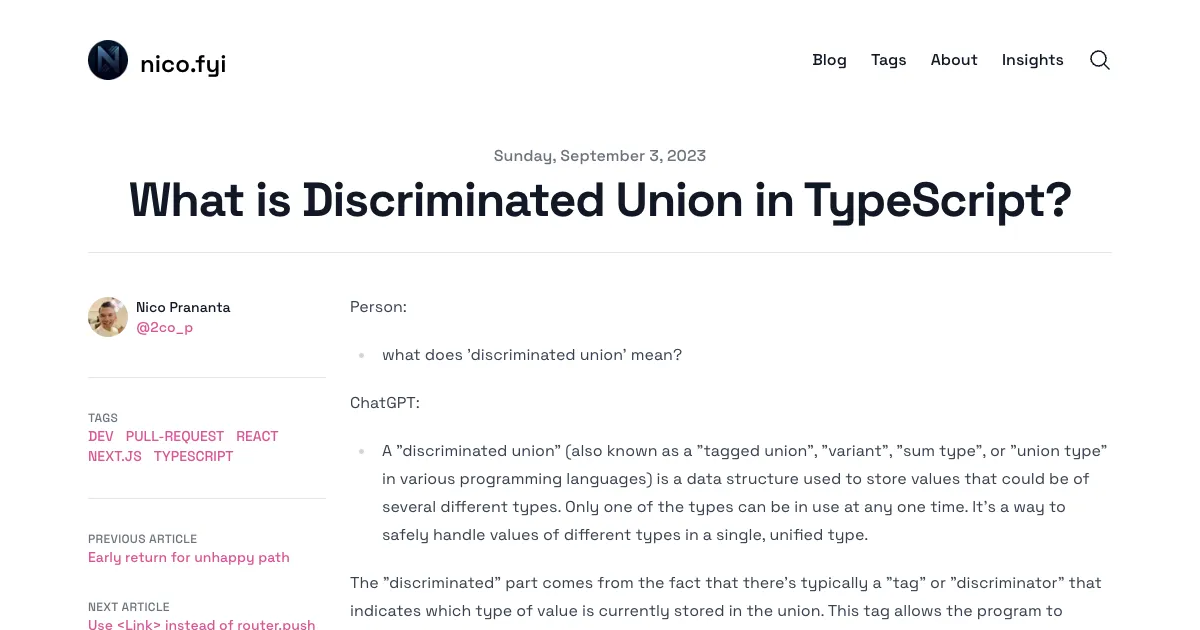 nico.fyi
Blog Tags About Insights
Sunday, September 3, 2023
What is Discriminated Union in TypeScript?
Nico Prananta
@2co_p
TAGS
DEV PULL-REQUEST REACT
NEXT.JS TYPESCRIPT
PREVIOUS ARTICLE
Early return for unhappy path
NEXT ARTICLE
Use <Link> instead of router.push
Person:
what does ’discriminated union’ mean?
ChatGPT:
A ”discriminated union” (also known as a ”tagged union”, ”variant”, ”sum type”, or ”union type”
in various programming languages) is a data structure used to store values that could be of
several different types. Only one of the types can be in use at any one time. It’s a way to
safely handle values of different types in a single, unified type.
The ”discriminated” part comes from the fact that there’s typically a ”tag” or ”discriminator” that
indicates which type of value is currently stored in the union. This tag allows the program to